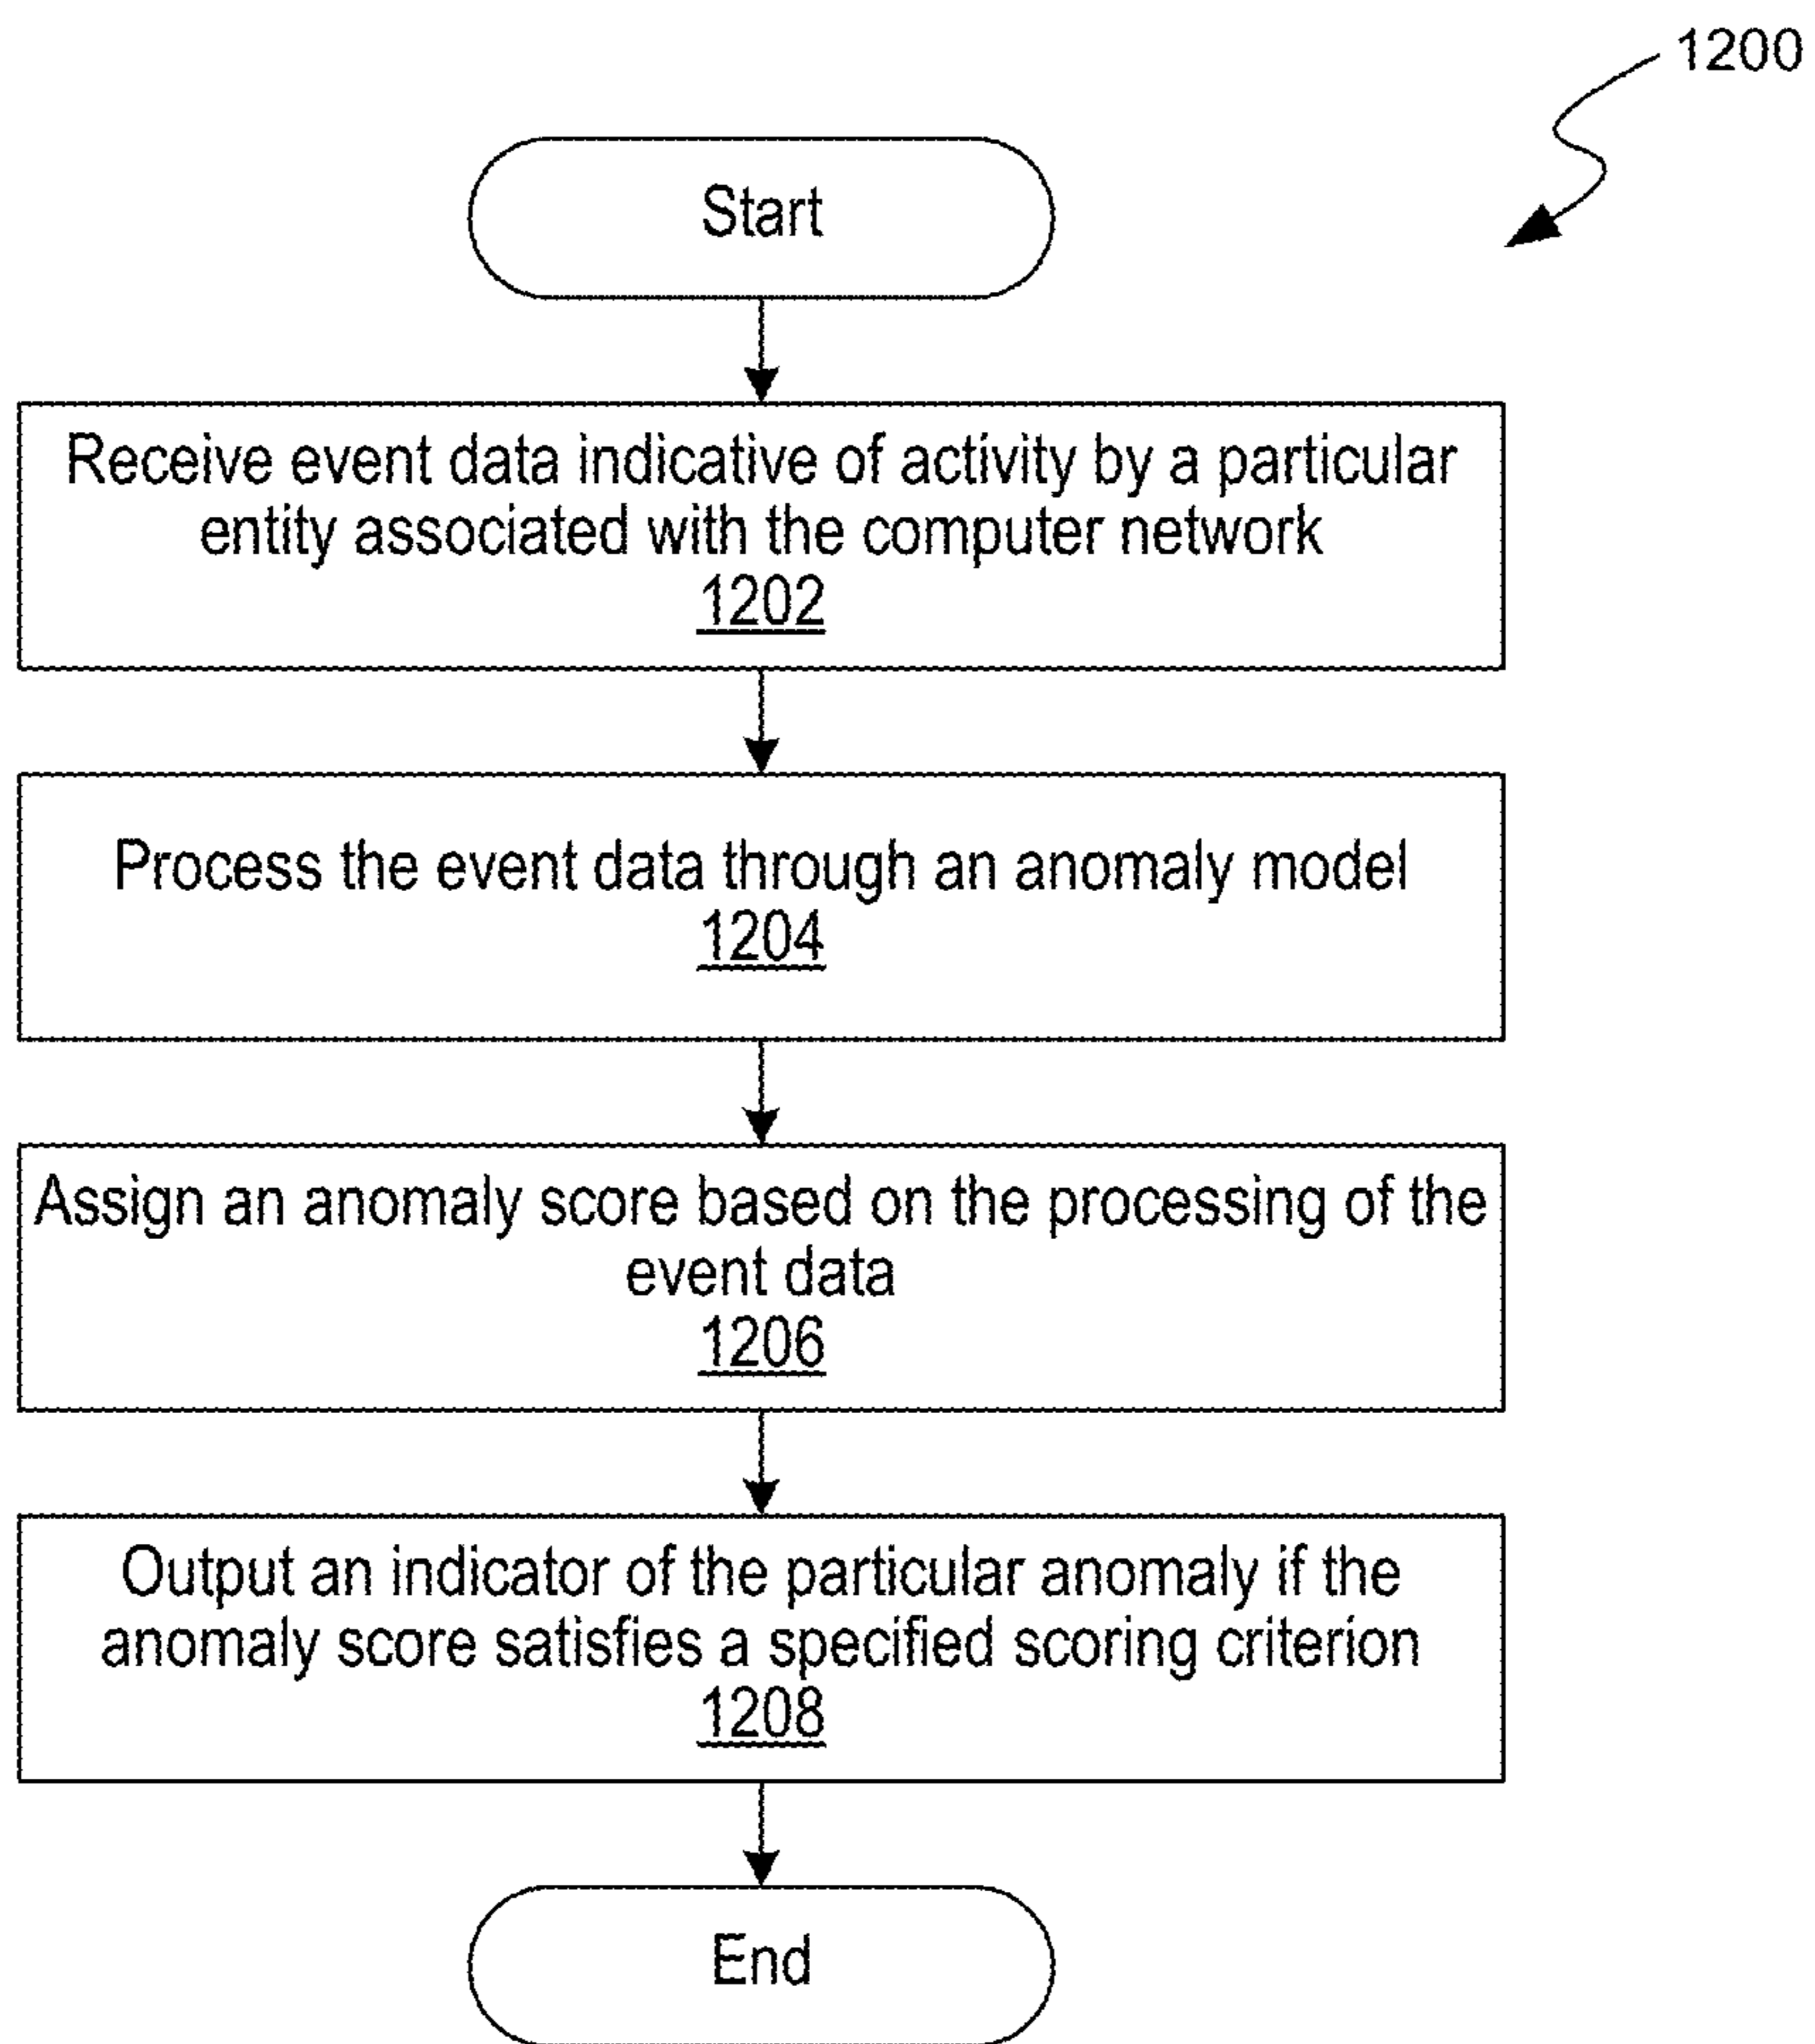 1200
Start
Receive event data indicative of activity by a particular
entity associated with the computer network
1202
Process the event data through an anomaly model
1204
Assign an anomaly score based on the processing of the
event data
1206
Output an indicator of the particular anomaly if the
anomaly score satisfies a specified scoring criterion
1208
End